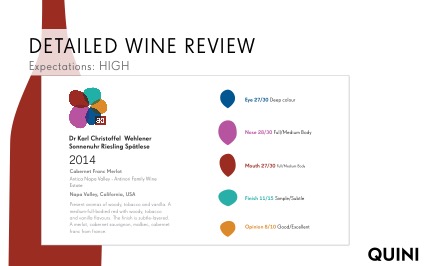 DETAILED WINE REVIEW
Expectations: HIGH
90
Dr Karl Christoffel Wehlener
Sonnenuhr Riesling Spätlese
2014
Cabernet Franc Merlot
Antica Napa Valley - Antinori Family Wine
Estate
Napa Valley, California, USA
Potent aromas of woody, tobacco and vanilla. A
medium-full-bodied red with woody, tobacco
and vanilla flavours. The finish is subtle-layered.
A merlot, cabernet sauvignon, malbec, cabernet
franc from france.
Eye 27/30 Deep colour
Nose 28/30 Full/Medium Body
Mouth 27/30 Full/Medium Body
Finish 11/15 Simple/Subtle
Opinion 8/10 Good/Excellent
QUINI